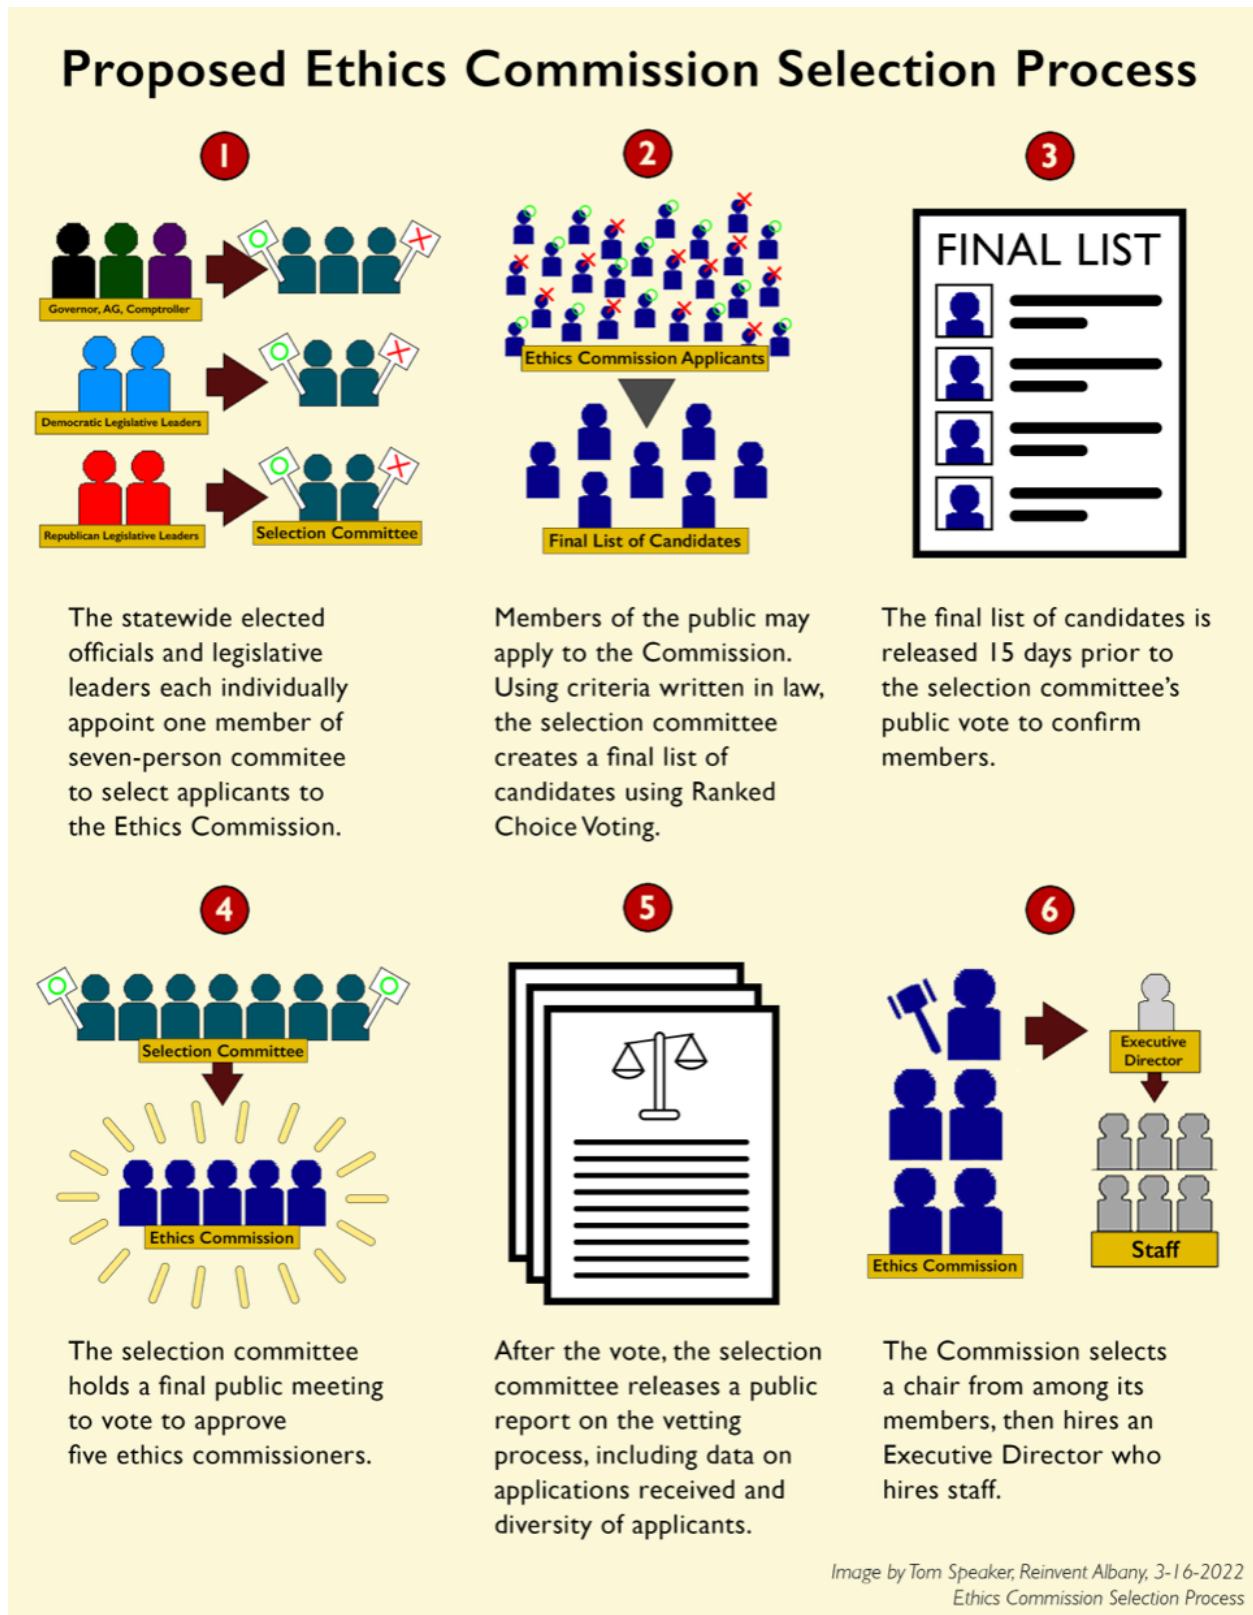 Proposed Ethics Commission Selection Process
1
Governor, AG, Comptroller
Democratic Legislative Leaders
Republican Legislative Leaders
Selection Committee
The statewide elected
officials and legislative
leaders each individually
appoint one member of
seven-person commitee
to select applicants to
the Ethics Commission.
2
Ethics Commission Applicants
Final List of Candidates
Members of the public may
apply to the Commission.
Using criteria written in law,
the selection committee
creates a final list of
candidates using Ranked
Choice Voting.
3
FINAL LIST
The final list of candidates is
released 15 days prior to
the selection committee's
public vote to confirm
members.
4
Selection Committee
Ethics Commission
The selection committee
holds a final public meeting
to vote to approve
five ethics commissioners.
5
After the vote, the selection
committee releases a public
report on the vetting
process, including data on
applications received and
diversity of applicants.
6
Executive
Director
Staff
Ethics Commission
The Commission selects
a chair from among its
members, then hires an
Executive Director who
hires staff.
Image by Tom Speaker, Reinvent Albany, 3-16-2022
Ethics Commission Selection Process